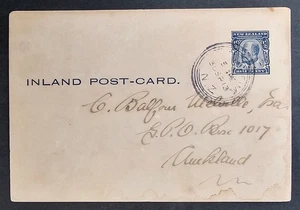 NEW ZEALAND
INLAND POST-CARD.
C. Balfour Melville, Esq.
G.P.O. Box 1017
Auckland